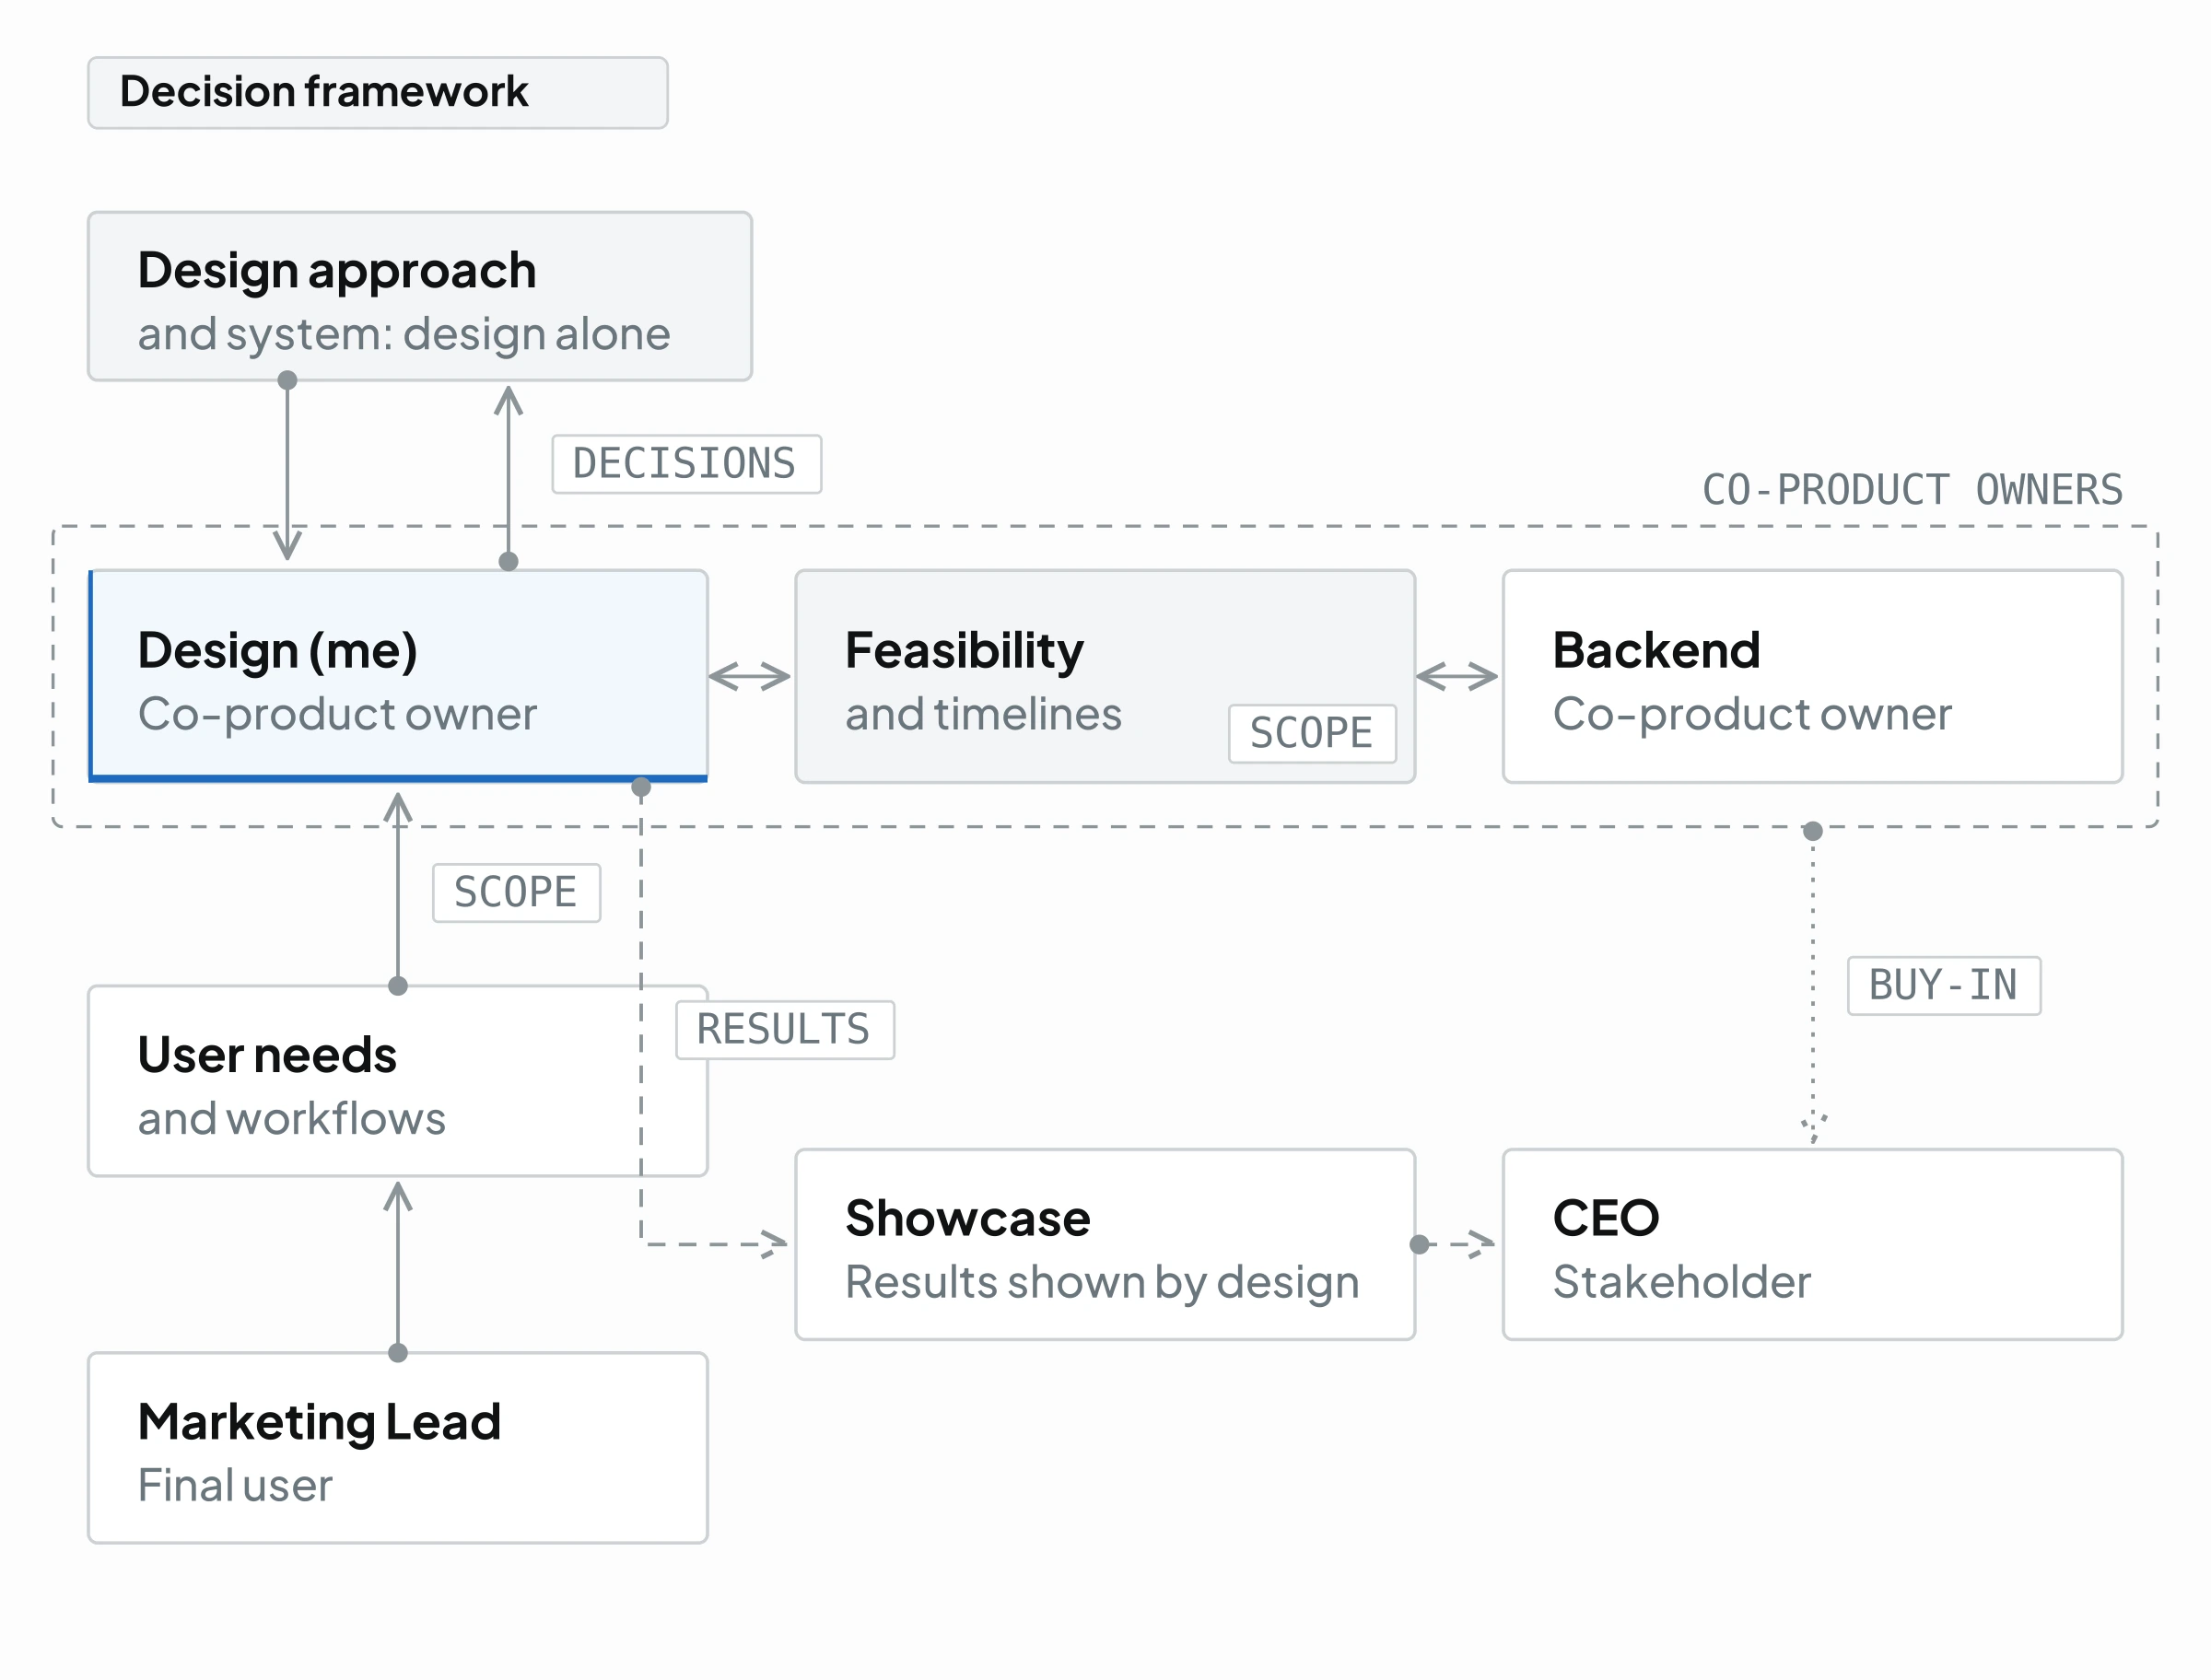 Decision framework
Design approach
and system: design alone
DECISIONS
CO-PRODUCT OWNERS
Design (me)
Co-product owner
Feasibility
and timelines
SCOPE
Backend
Co-product owner
SCOPE
BUY-IN
RESULTS
User needs
and workflows
Showcase
Results shown by design
CEO
Stakeholder
Marketing Lead
Final user